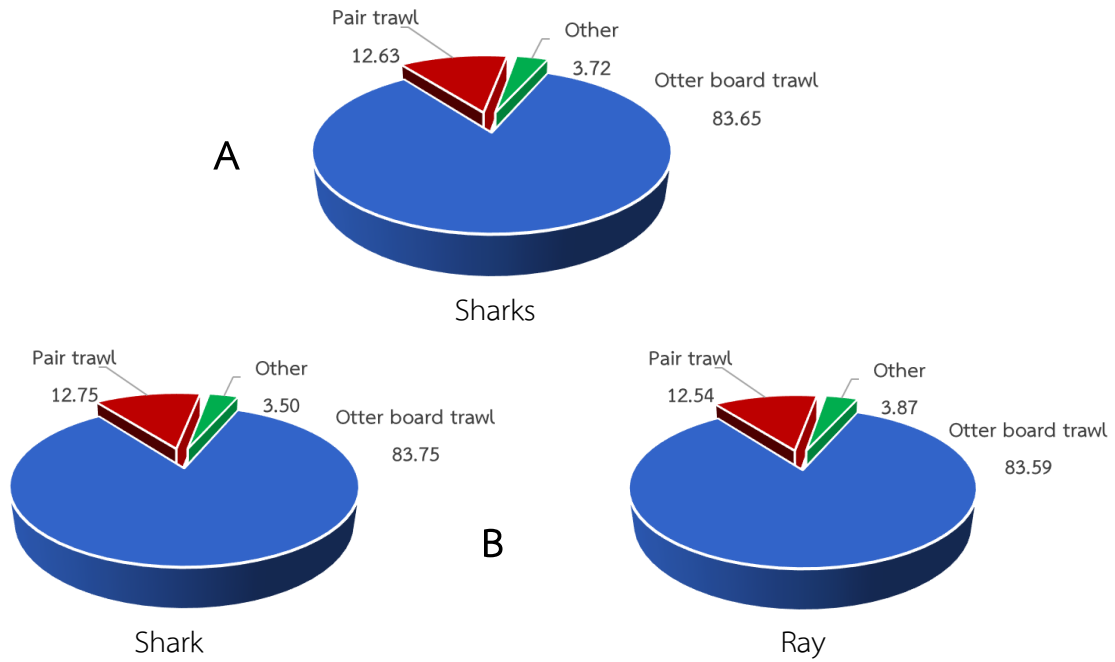 Pair trawl
12.63
Other
3.72
Otter board trawl
83.65
A
Sharks
Pair trawl
12.75
Other
3.50
Otter board trawl
83.75
Shark
B
Pair trawl
12.54
Other
3.87
Otter board trawl
83.59
Ray